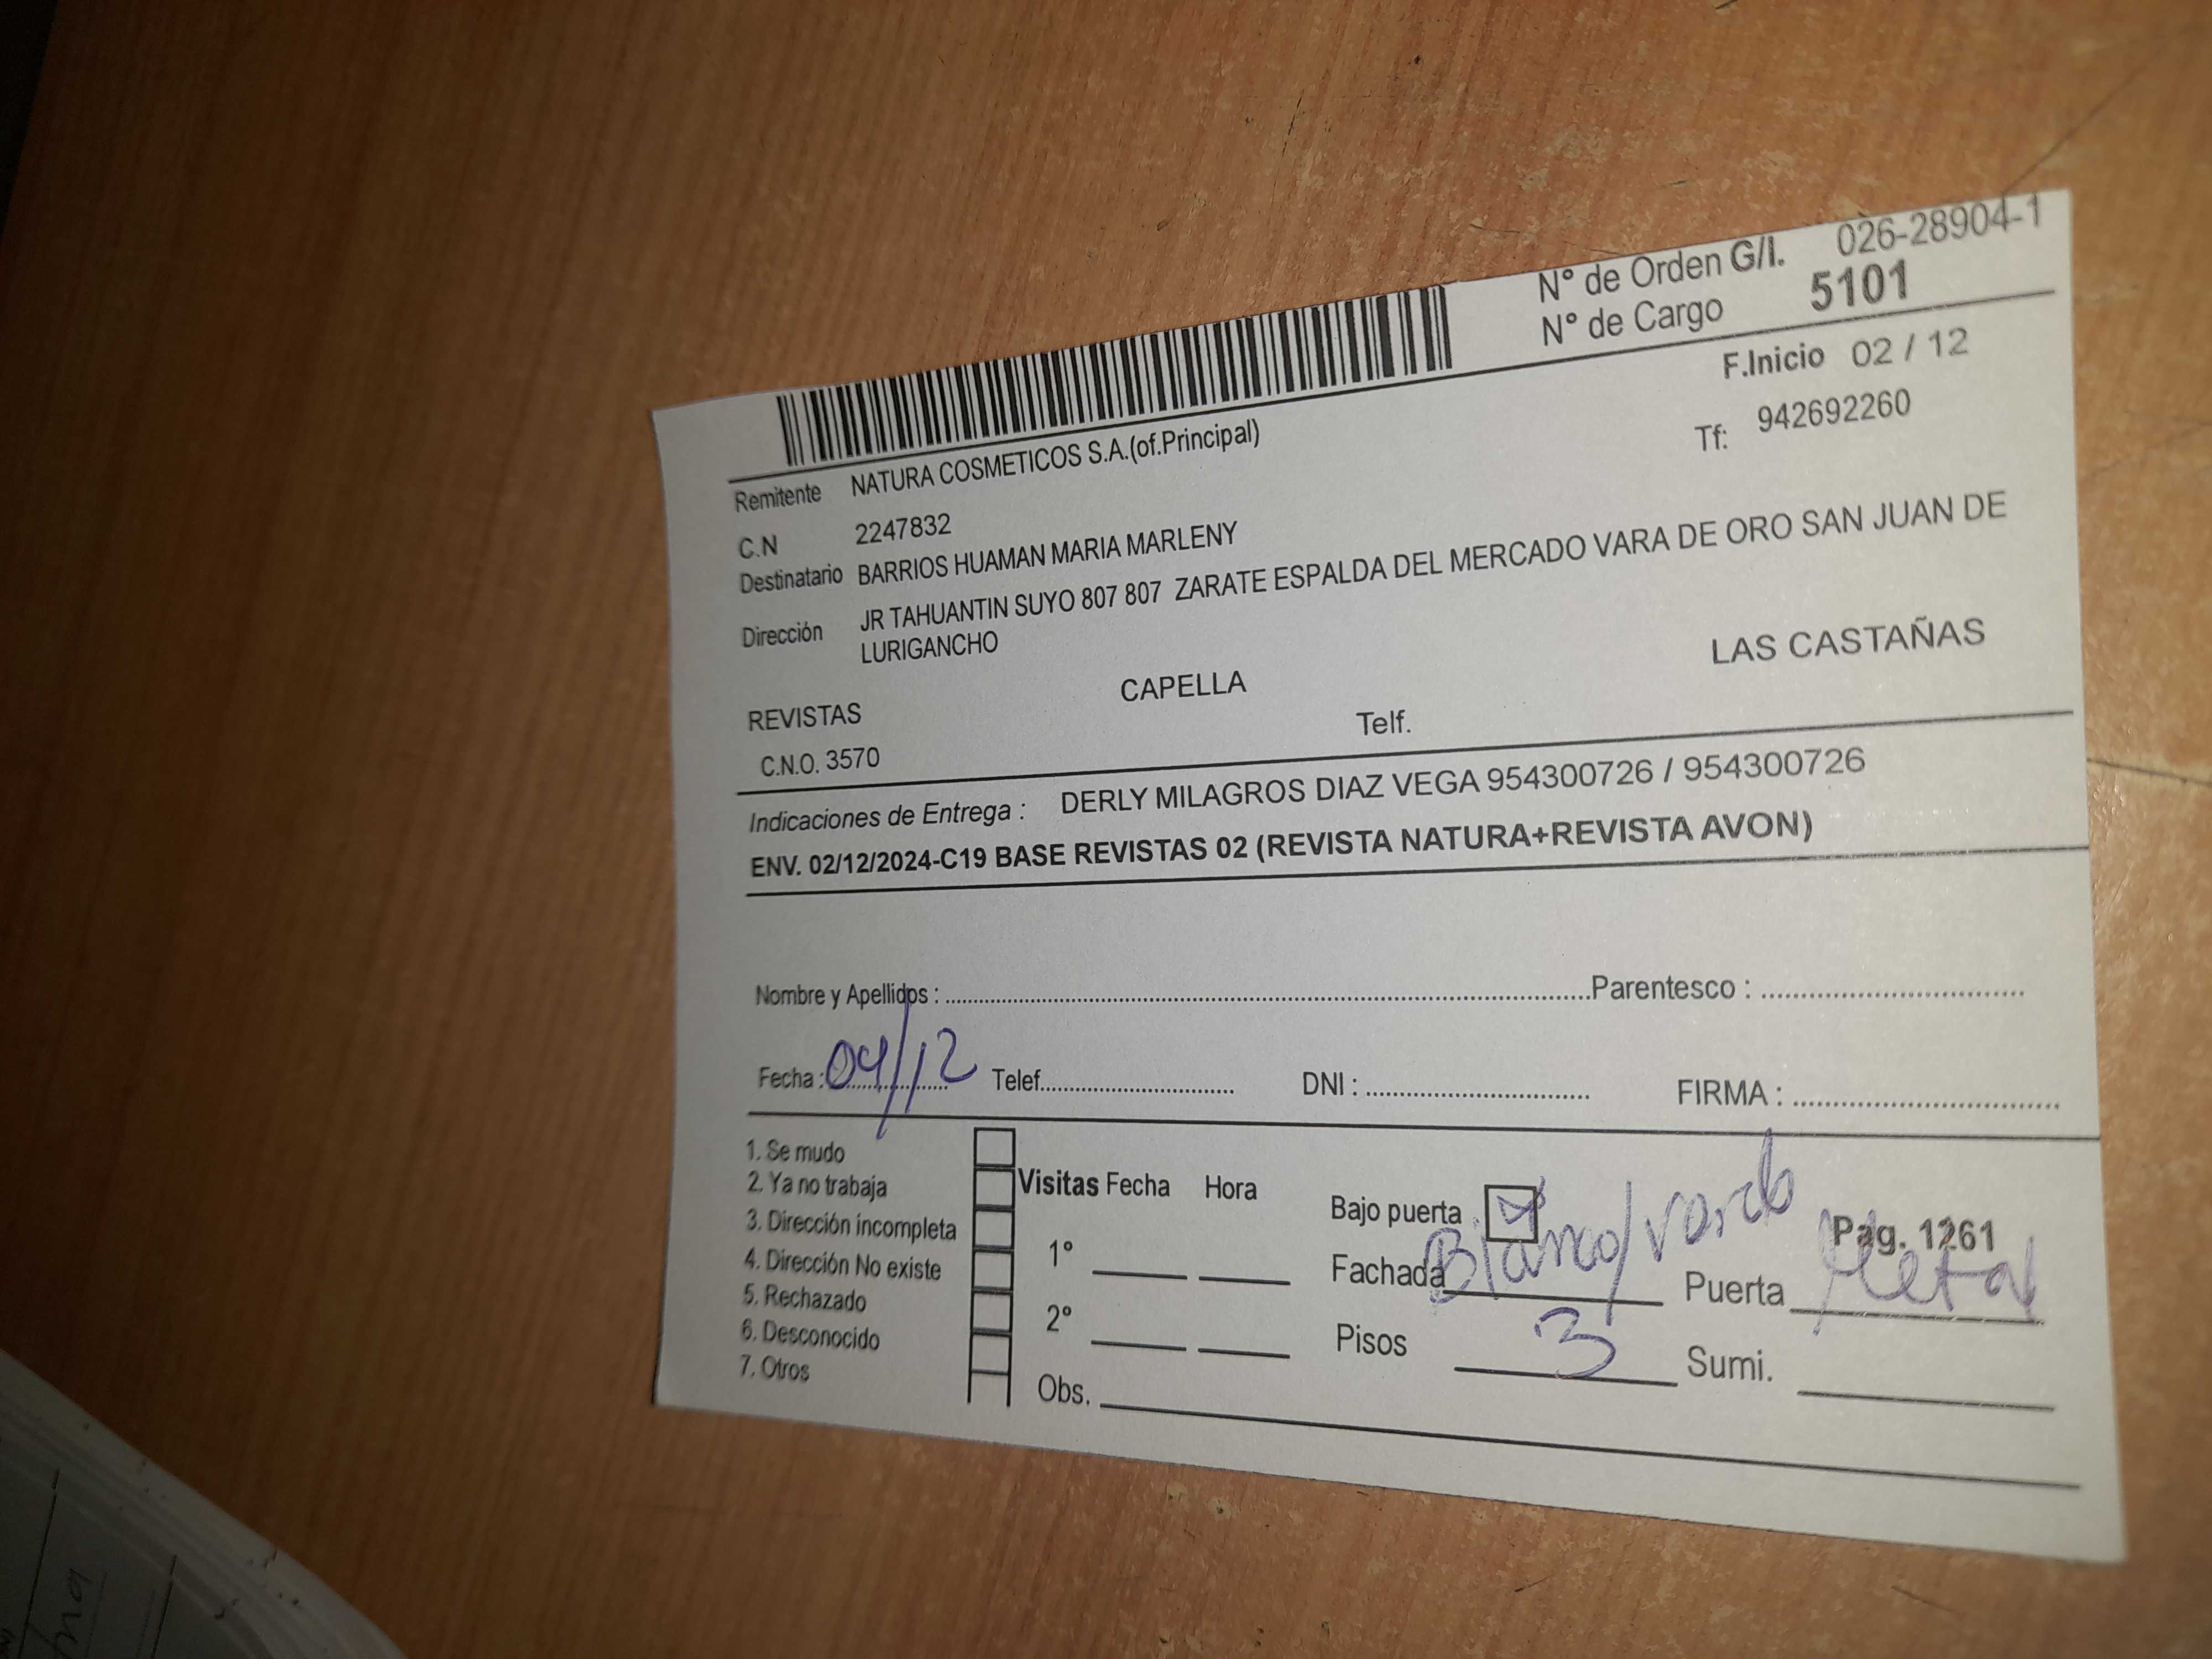 N° de Orden G/I. 026-28904-1
N° de Cargo 5101
F.Inicio 02 / 12
Tf: 942692260
Remitente NATURA COSMETICOS S.A.(of.Principal)
C.N 2247832
Destinatario BARRIOS HUAMAN MARIA MARLENY
Dirección JR TAHUANTIN SUYO 807 807 ZARATE ESPALDA DEL MERCADO VARA DE ORO SAN JUAN DE
LURIGANCHO
REVISTAS CAPELLA LAS CASTAÑAS
C.N.O. 3570 Telf.
Indicaciones de Entrega : DERLY MILAGROS DIAZ VEGA 954300726 / 954300726
ENV. 02/12/2024-C19 BASE REVISTAS 02 (REVISTA NATURA+REVISTA AVON)
Nombre y Apellidos : Parentesco :
Fecha : 04/12 Telef. DNI : FIRMA :
1. Se mudo
2. Ya no trabaja
3. Dirección incompleta
4. Dirección No existe
5. Rechazado
6. Desconocido
7. Otros
Visitas Fecha Hora
1°
2°
Obs.
Bajo puerta
Pag. 1261
Fachada Blanco/ Puerta Metal
Pisos 3 Sumi.